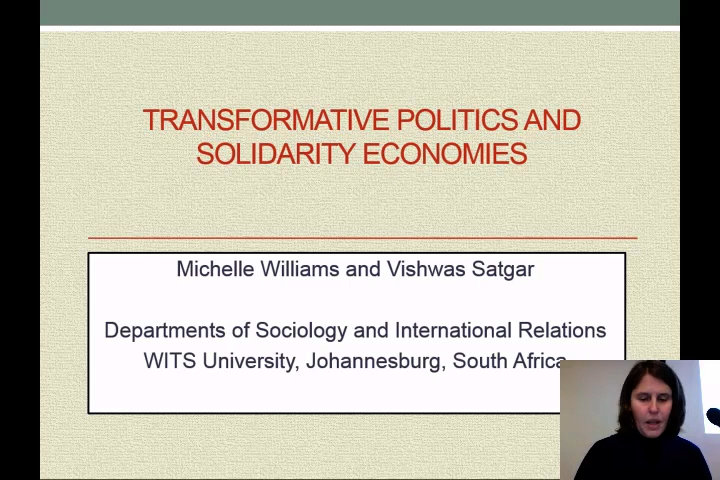 TRANSFORMATIVE POLITICS AND
SOLIDARITY ECONOMIES
Michelle Williams and Vishwas Satgar
Departments of Sociology and International Relations
WITS University, Johannesburg, South Africa